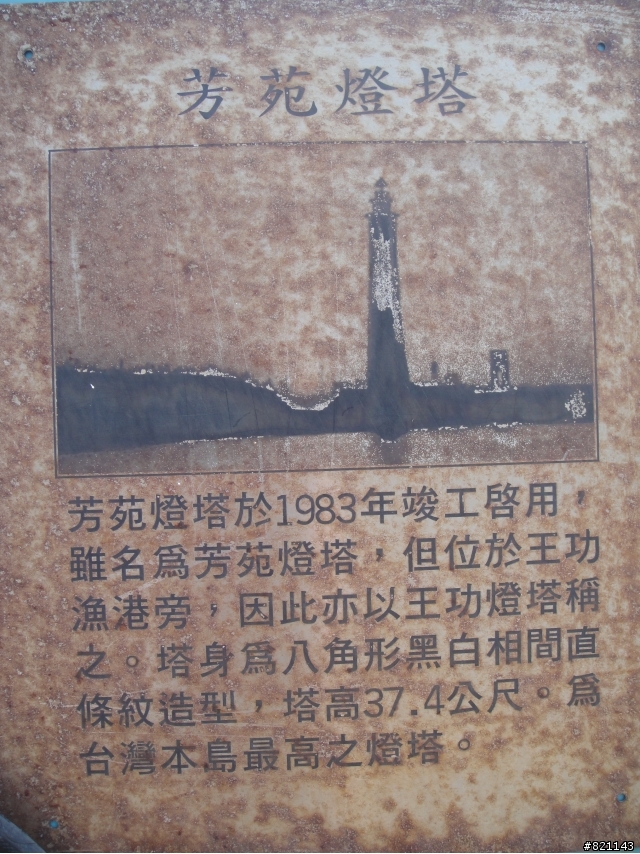 芳苑燈塔
芳苑燈塔於1983年竣工啓用，
雖名為芳苑燈塔，但位於王功
漁港旁，因此亦以王功燈塔稱
之。塔身為八角形黑白相間直
條紋造型，塔高37.4公尺。為
台灣本島最高之燈塔。
#821143